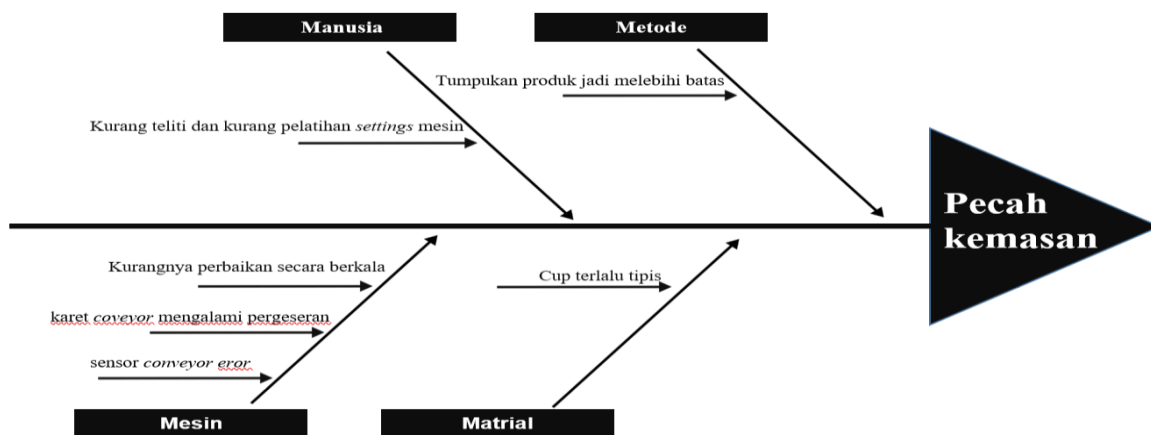 Manusia
Metode
Tumpukan produk jadi melebihi batas
Kurang teliti dan kurang pelatihan settings mesin
Pecah
kemasan
Kurangnya perbaikan secara berkala
Cup terlalu tipis
karet coveyor mengalami pergeseran
sensor conveyor eror
Mesin
Matrial